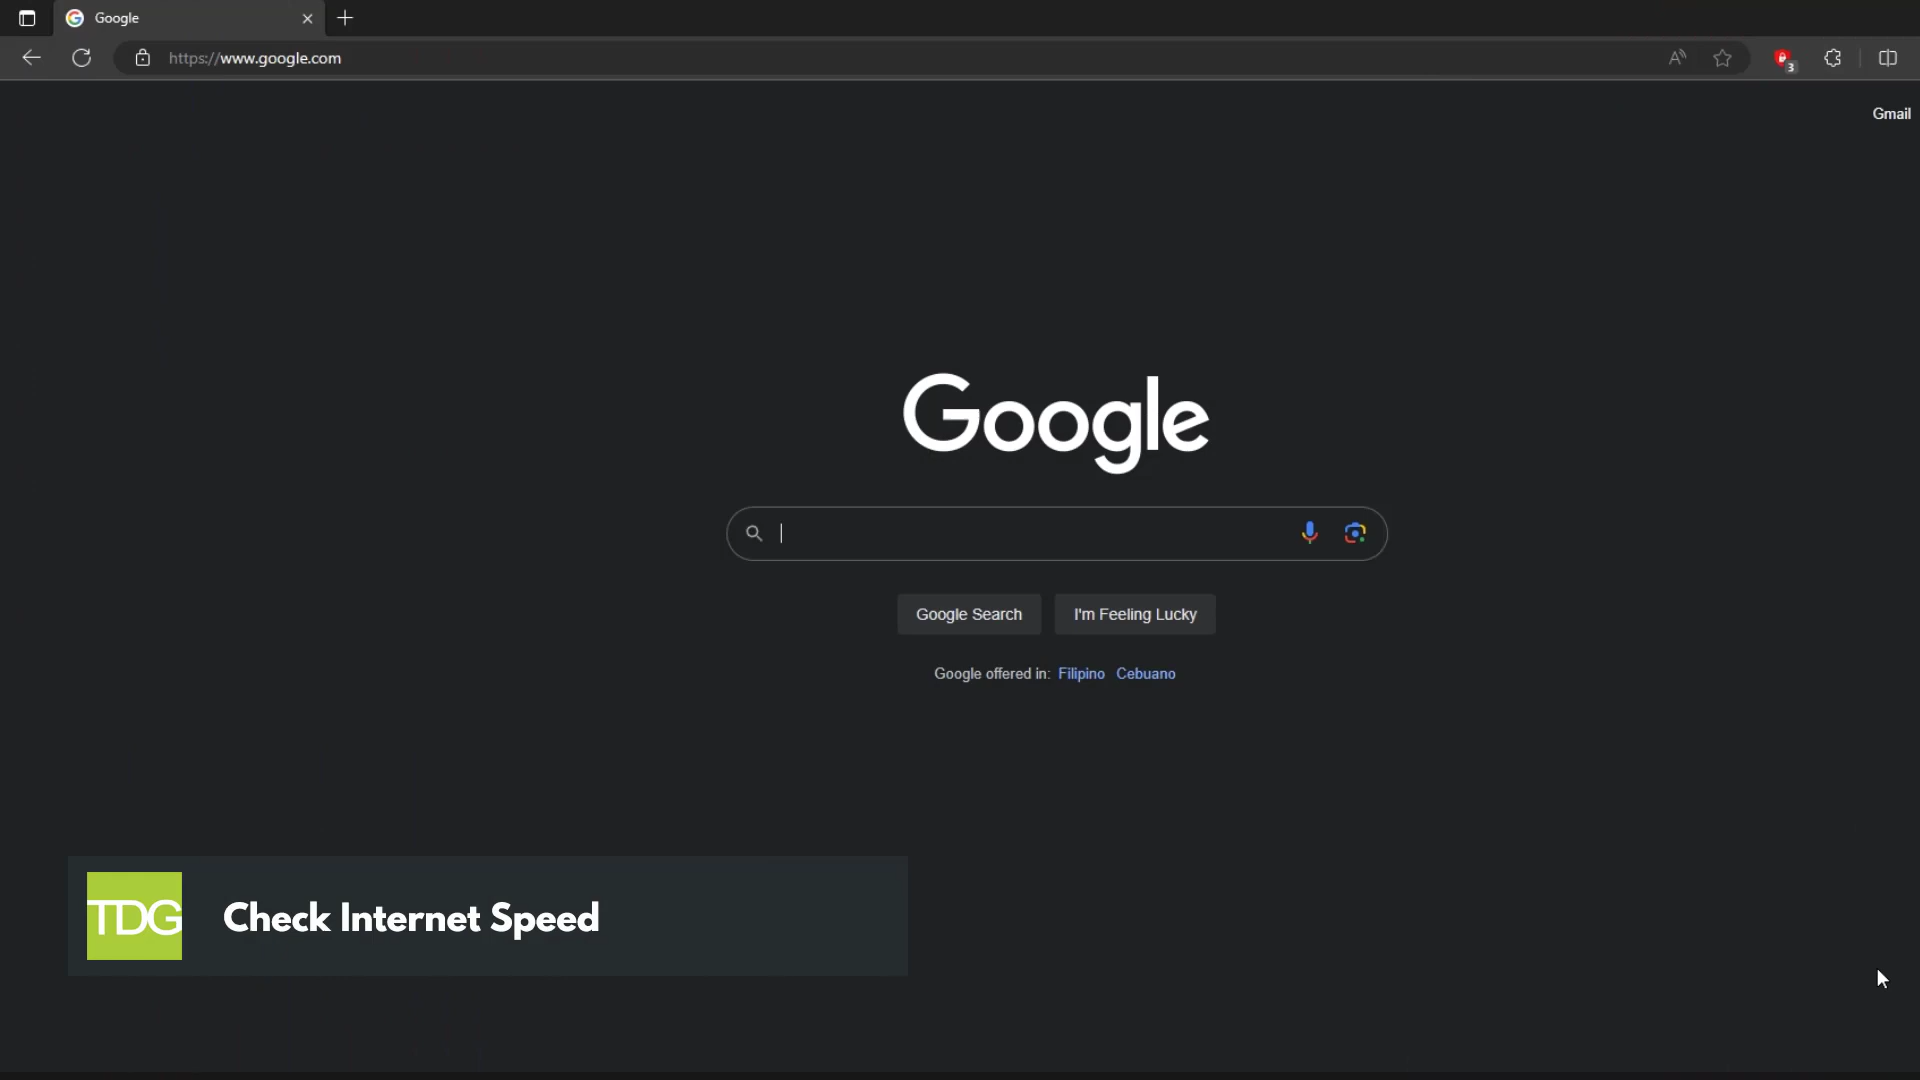 Google
https://www.google.com
3
Gmail
Google
Google Search
I'm Feeling Lucky
Google offered in: Filipino Cebuano
TDG
Check Internet Speed